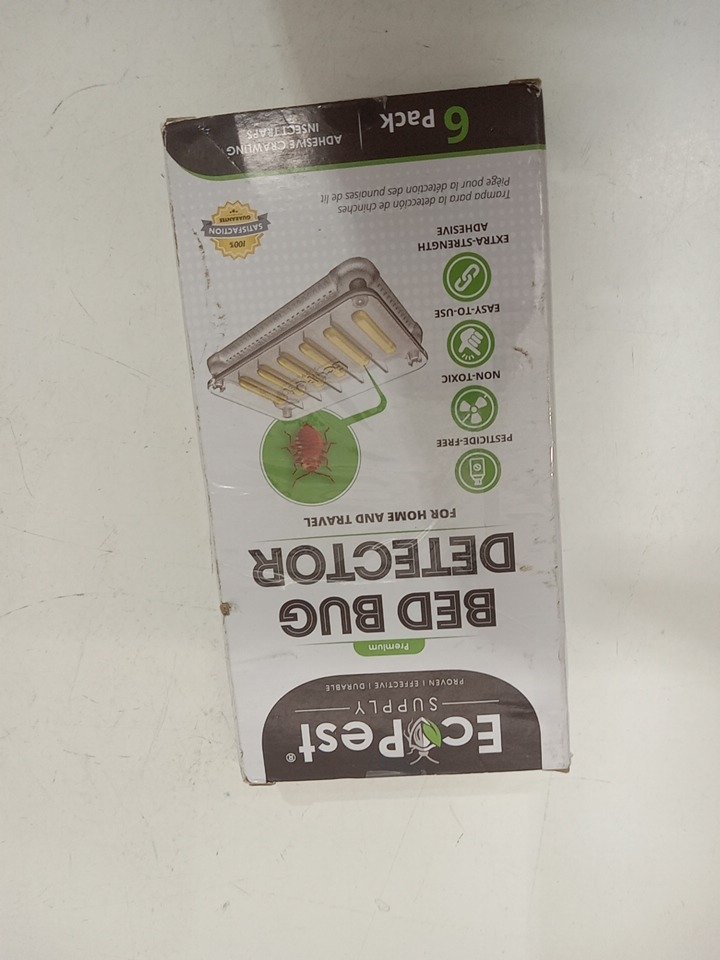 EcoPest®
SUPPLY
PROVEN | EFFECTIVE | DURABLE
Premium
BED BUG
DETECTOR
FOR HOME AND TRAVEL
PESTICIDE-FREE
NON-TOXIC
EASY-TO-USE
EXTRA-STRENGTH
ADHESIVE
100%
SATISFACTION
GUARANTEE
Trampa para la detección de chinches
Piège pour la détection des punaises de lit
6 Pack
ADHESIVE CRAWLING
INSECT TRAPS